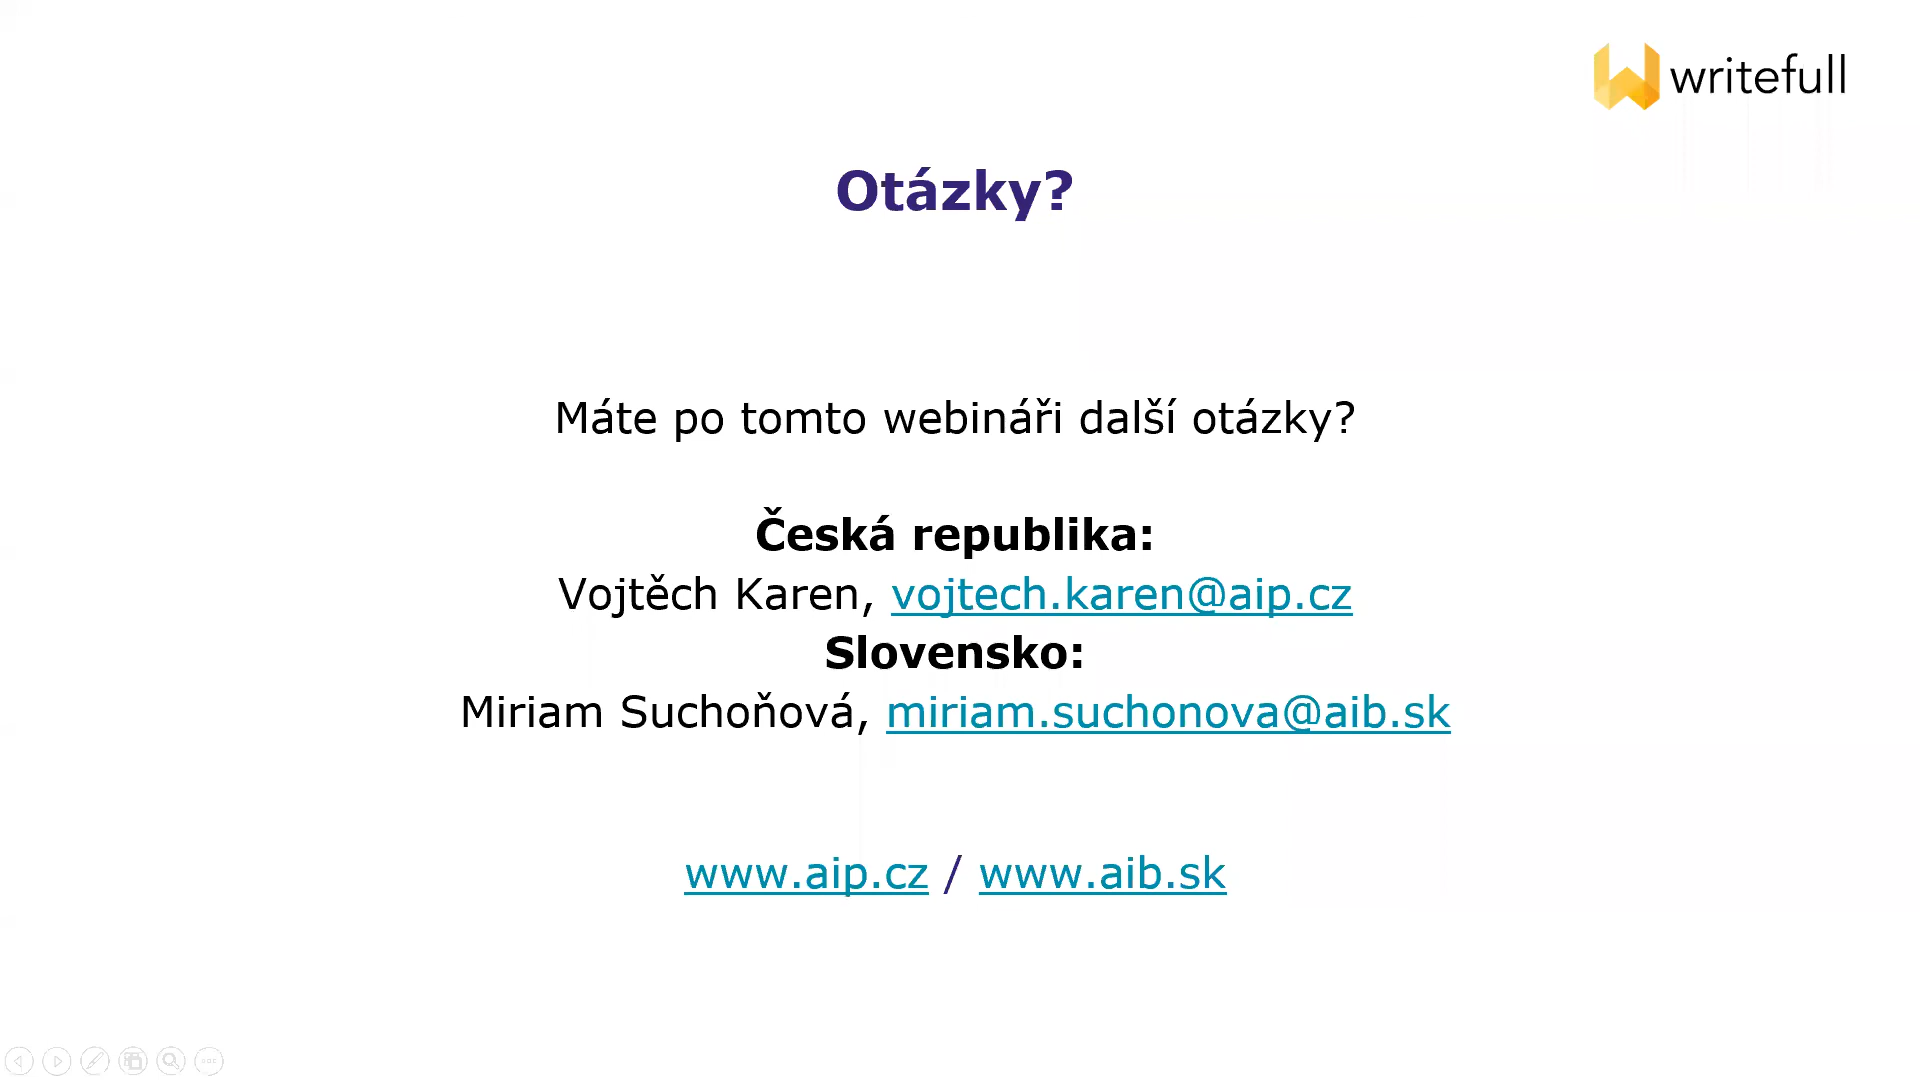 writefull
Otázky?
Máte po tomto webináři další otázky?
Česká republika:
Vojtěch Karen, vojtech.karen@aip.cz
Slovensko:
Miriam Suchoňová, miriam.suchonova@aib.sk
www.aip.cz / www.aib.sk